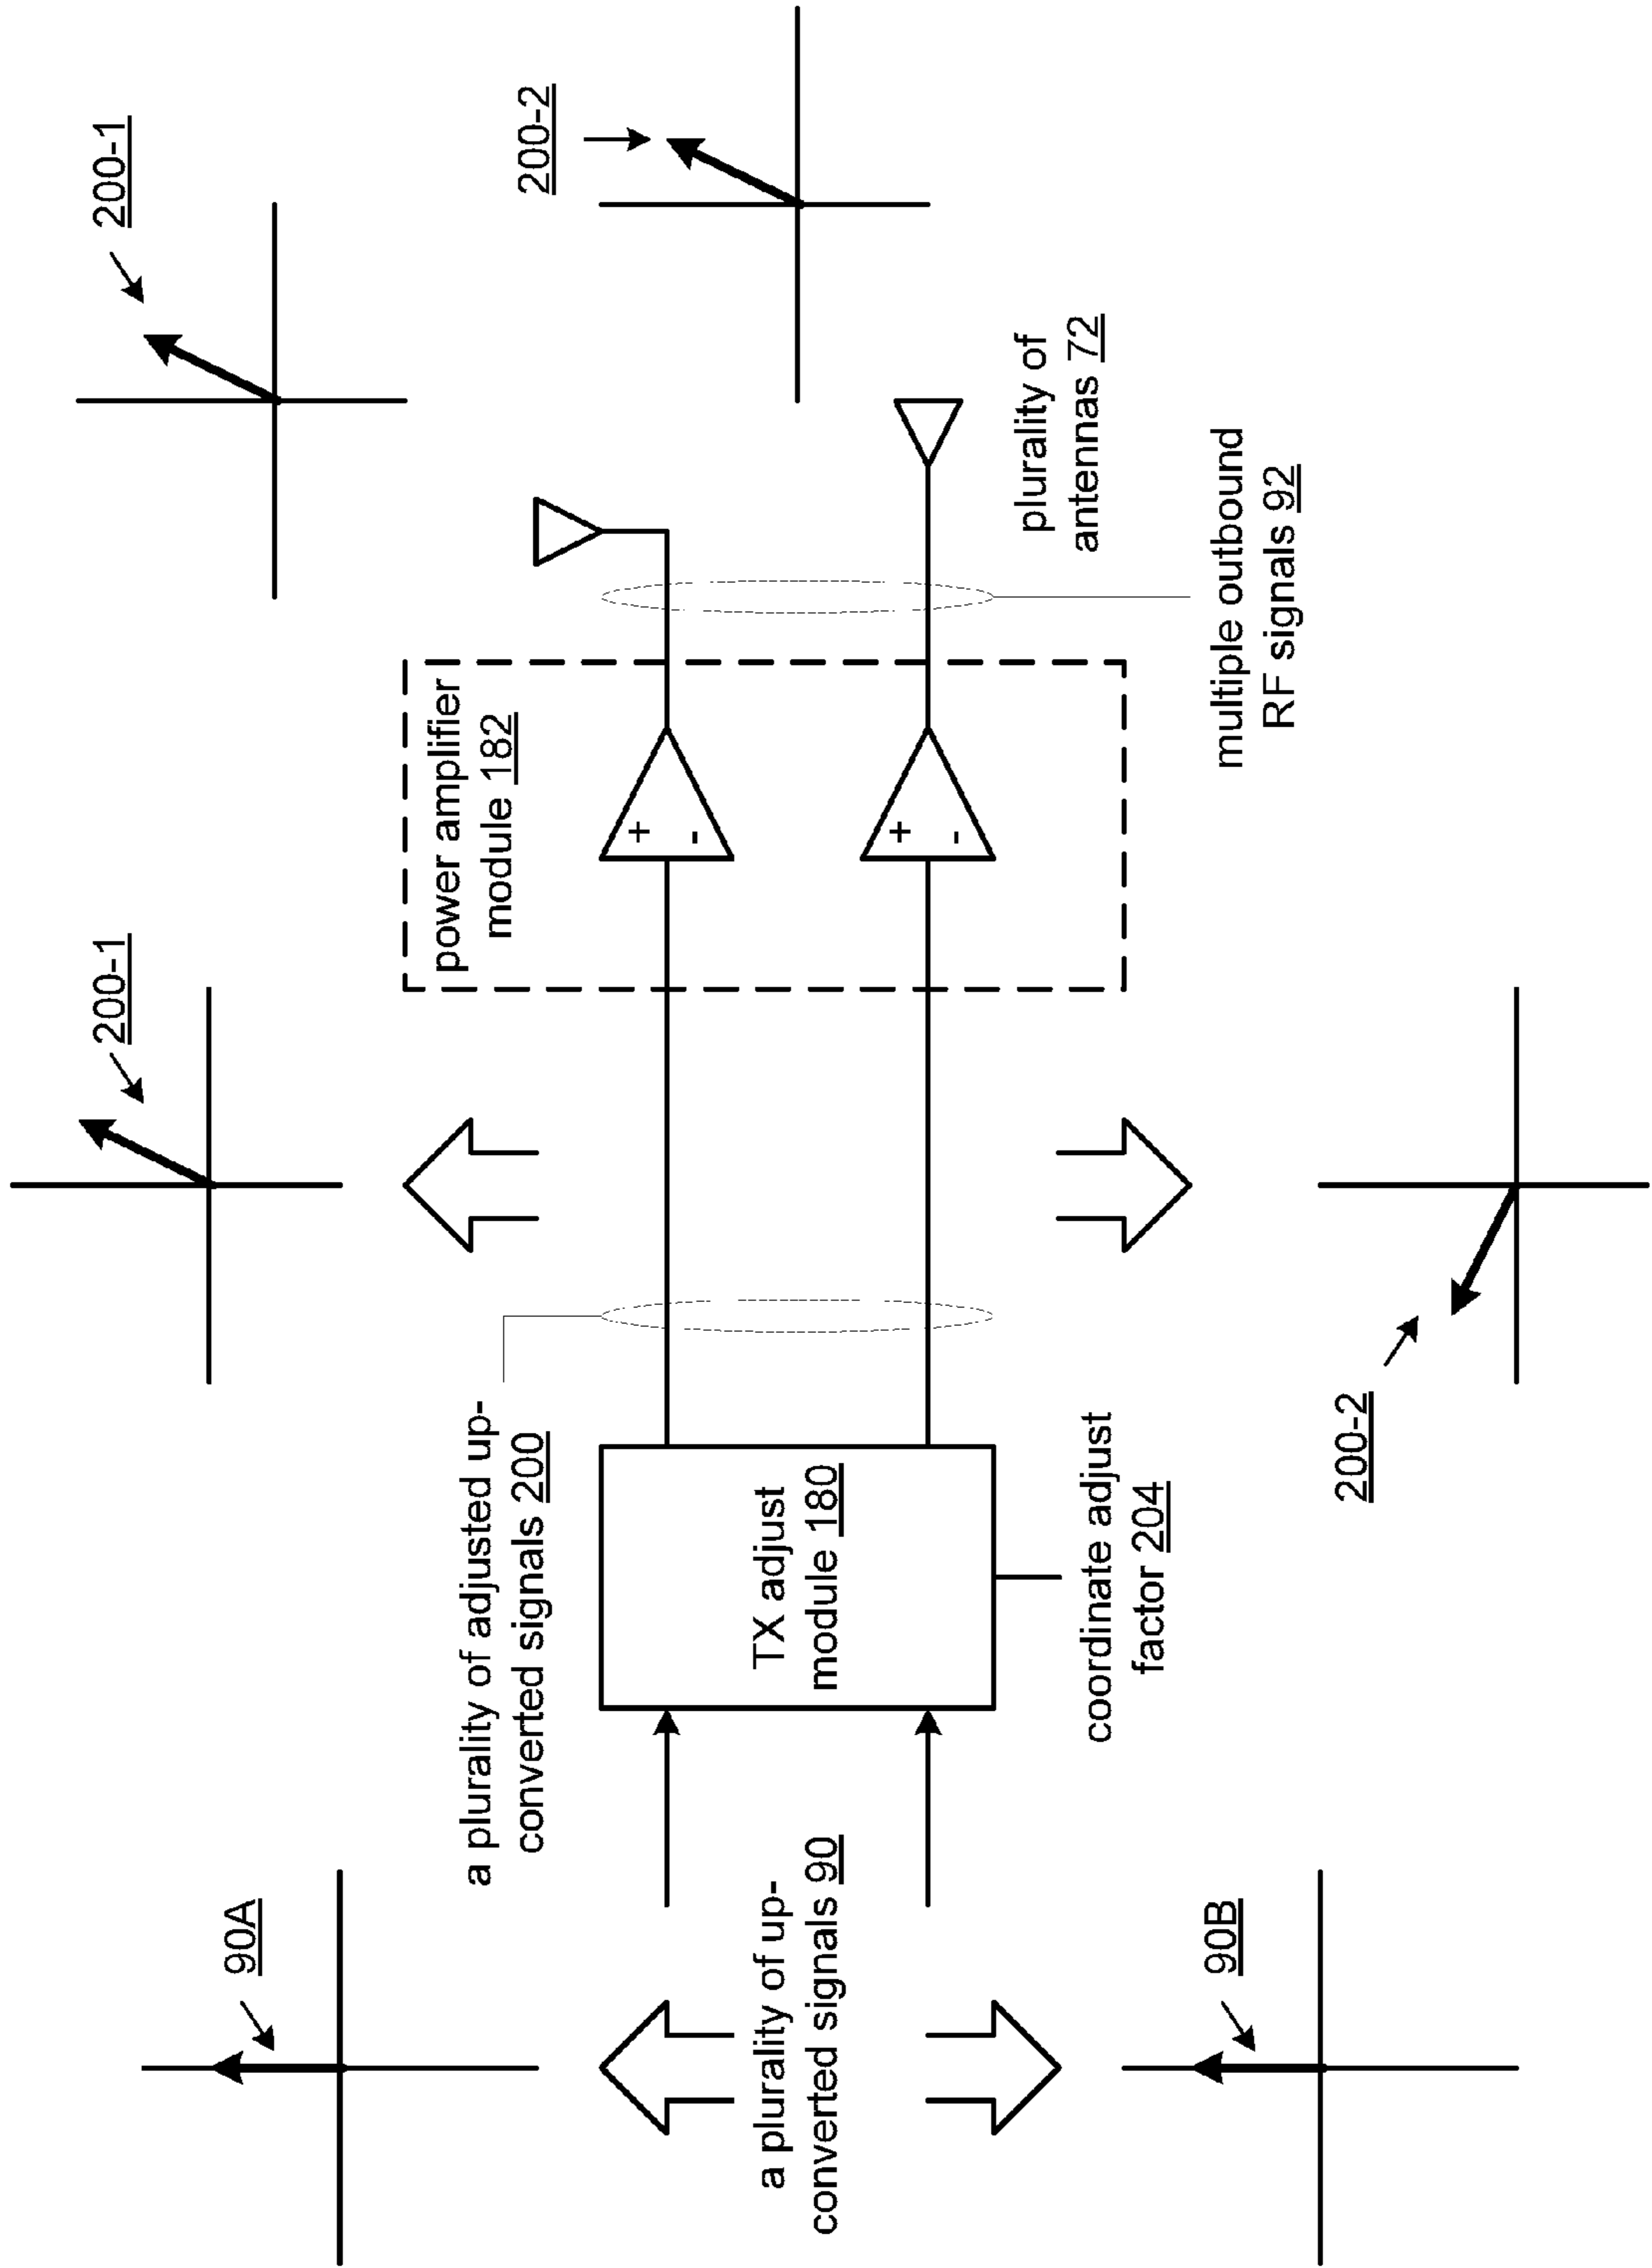 90A
a plurality of up-
converted signals 90
90B
a plurality of adjusted up-
converted signals 200
TX adjust
module 180
coordinate adjust
factor 204
200-1
200-2
power amplifier
module 182
+
-
+
-
multiple outbound
RF signals 92
plurality of
antennas 72
200-1
200-2